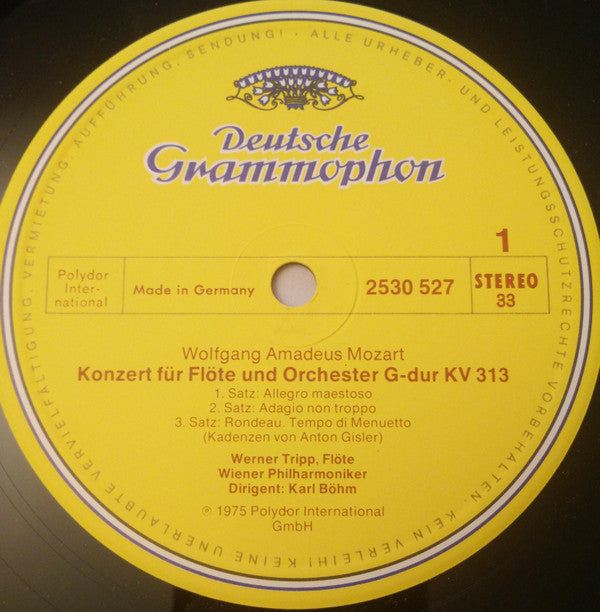 ALLE URHEBER- UND LEISTUNGSSCHUTZRECHTE VORBEHALTEN. KEIN VERLEIH! KEINE UNERLAUBTE VERVIELFÄLTIGUNG, VERMIETUNG, AUFFÜHRUNG, SENDUNG! ·
Deutsche
Grammophon
1
Polydor
Inter-
national
Made in Germany
2530 527
STEREO
33
Wolfgang Amadeus Mozart
Konzert für Flöte und Orchester G-dur KV 313
1. Satz: Allegro maestoso
2. Satz: Adagio non troppo
3. Satz: Rondeau. Tempo di Menuetto
(Kadenzen von Anton Gisler)
Werner Tripp, Flöte
Wiener Philharmoniker
Dirigent: Karl Böhm
℗ 1975 Polydor International
GmbH